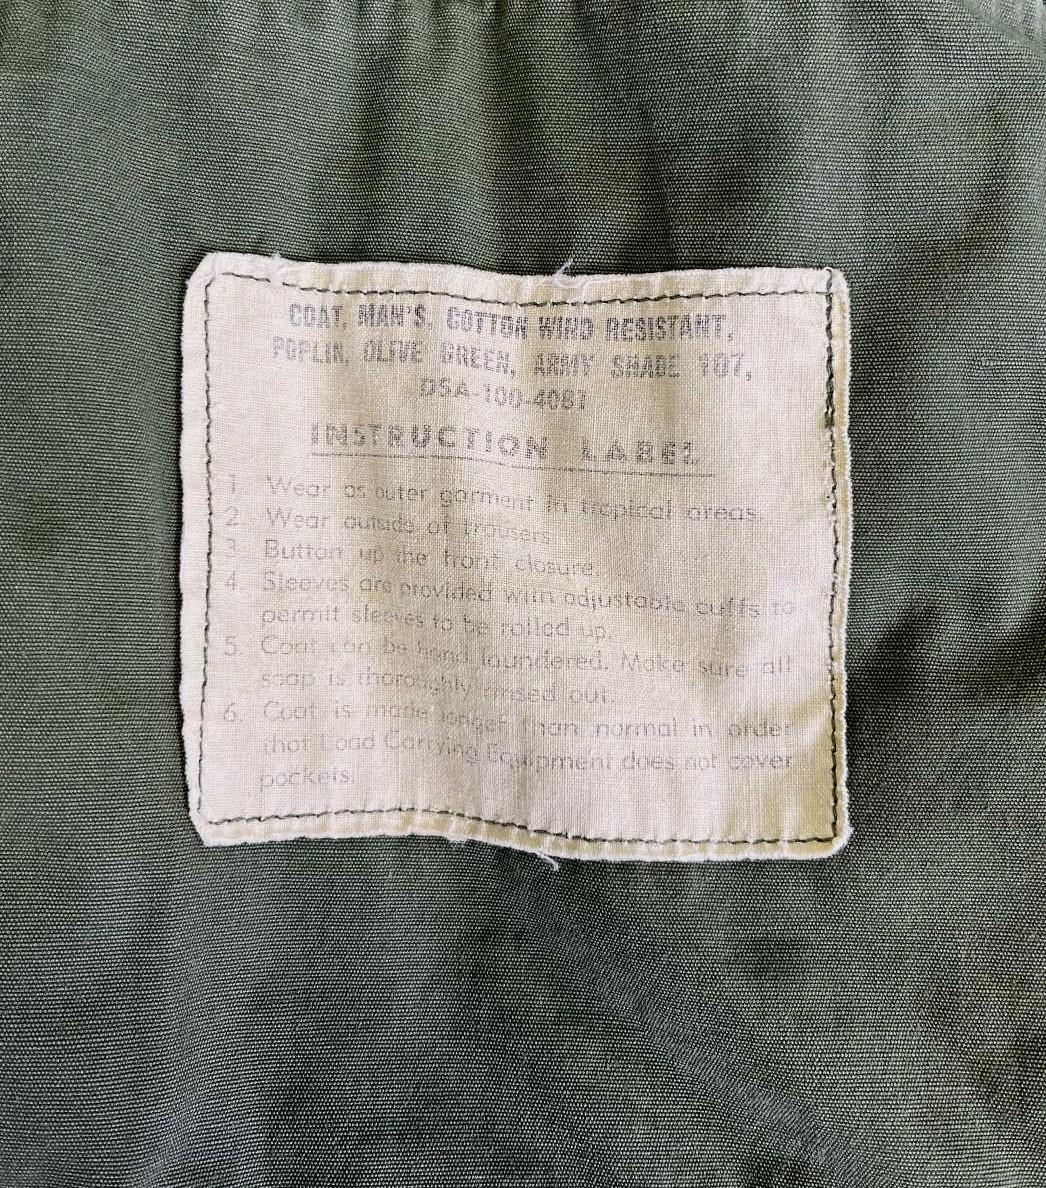 COAT, MAN'S, COTTON WIND RESISTANT,
POPLIN, OLIVE GREEN, ARMY SHADE 107,
DSA-100-4081
INSTRUCTION LABEL
1 Wear as outer garment in tropical areas.
2 Wear outside of trousers
3. Button up the front closure.
4. Sleeves are provided with adjustable cuffs to
permit sleeves to be rolled up.
5. Coat can be hand laundered. Make sure all
soap is thoroughly rinsed out.
6. Coat is made longer than normal in order
that Load Carrying Equipment does not cover
pockets.